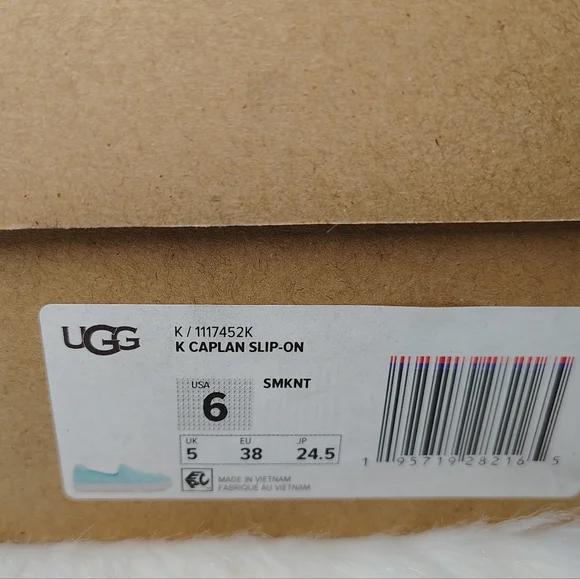 UGG
K / 1117452K
K CAPLAN SLIP-ON
USA
6
SMKNT
UK EU JP
5 38 24.5
MADE IN VIETNAM
FABRIQUÉ AU VIETNAM
1 95719 28216 5